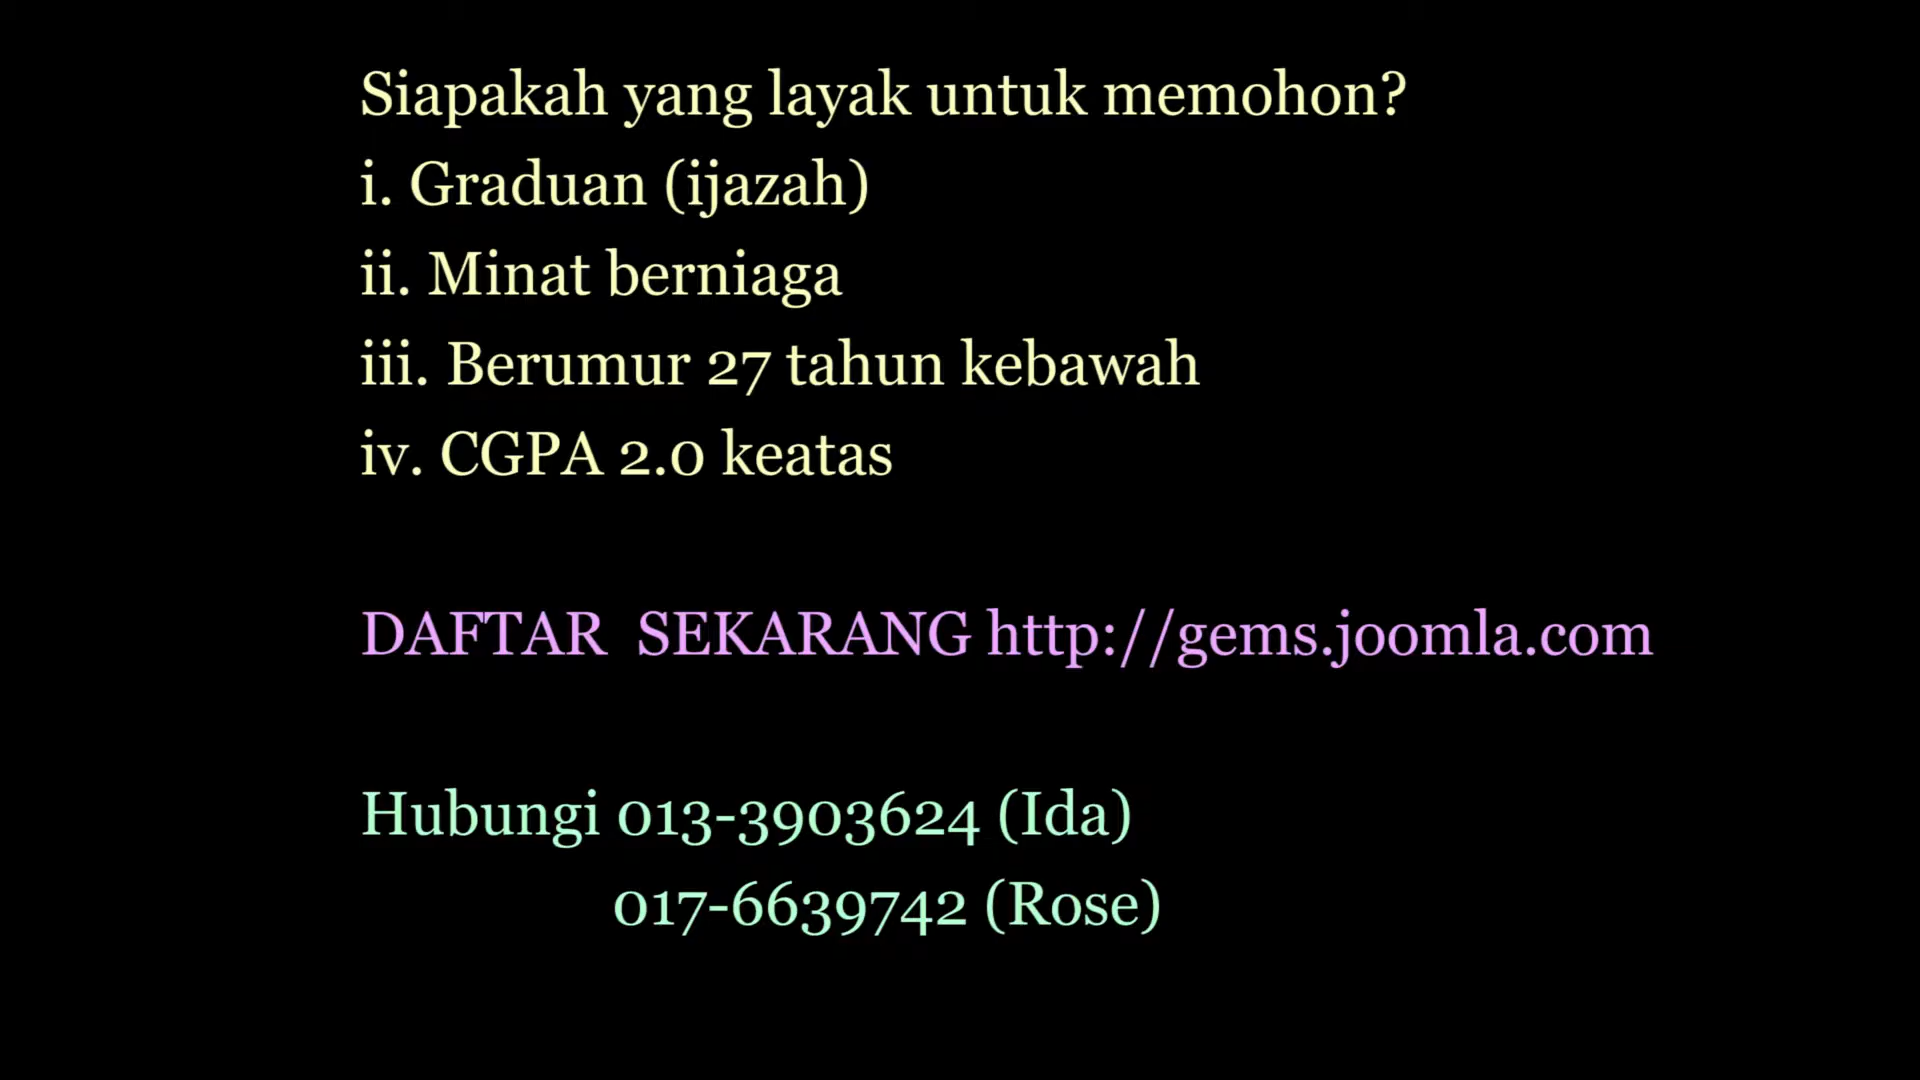 Siapakah yang layak untuk memohon?
i. Graduan (ijazah)
ii. Minat berniaga
iii. Berumur 27 tahun kebawah
iv. CGPA 2.0 keatas
DAFTAR  SEKARANG http://gems.joomla.com
Hubungi 013-3903624 (Ida)
017-6639742 (Rose)